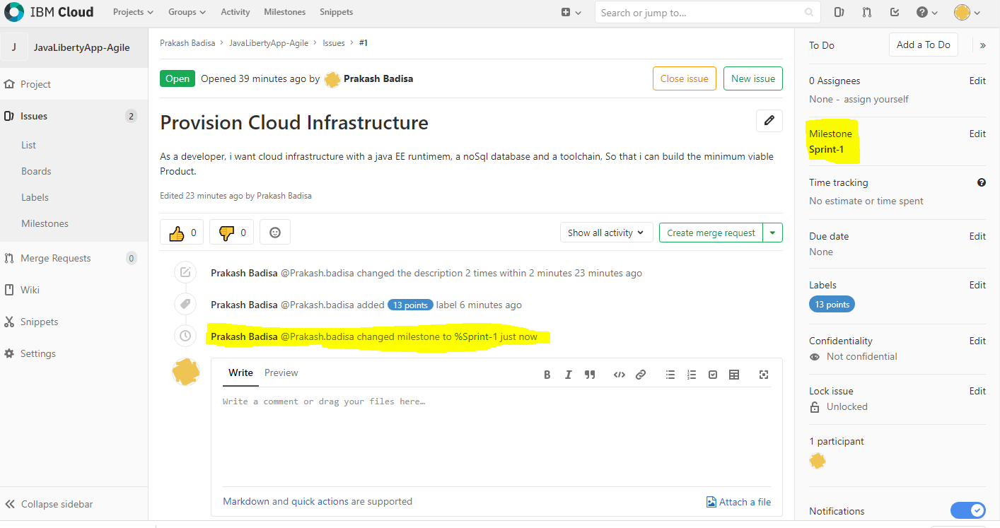 IBM Cloud Projects Groups Activity Milestones Snippets Search or jump to...
J JavaLibertyApp-Agile
Project
Issues 2
List
Boards
Labels
Milestones
Merge Requests 0
Wiki
Snippets
Settings
Collapse sidebar
Prakash Badisa > JavaLibertyApp-Agile > Issues > #1
Open Opened 39 minutes ago by Prakash Badisa Close issue New issue
Provision Cloud Infrastructure
As a developer, i want cloud infrastructure with a java EE runtimem, a noSql database and a toolchain, So that i can build the minimum viable
Product.
Edited 23 minutes ago by Prakash Badisa
0 0 Show all activity Create merge request
Prakash Badisa @Prakash.badisa changed the description 2 times within 2 minutes 23 minutes ago
Prakash Badisa @Prakash.badisa added 13 points label 6 minutes ago
Prakash Badisa @Prakash.badisa changed milestone to %Sprint-1 just now
Write Preview
Write a comment or drag your files here…
Markdown and quick actions are supported Attach a file
To Do Add a To Do »
0 Assignees Edit
None - assign yourself
Milestone Edit
Sprint-1
Time tracking
No estimate or time spent
Due date Edit
None
Labels Edit
13 points
Confidentiality Edit
Not confidential
Lock issue Edit
Unlocked
1 participant
Notifications